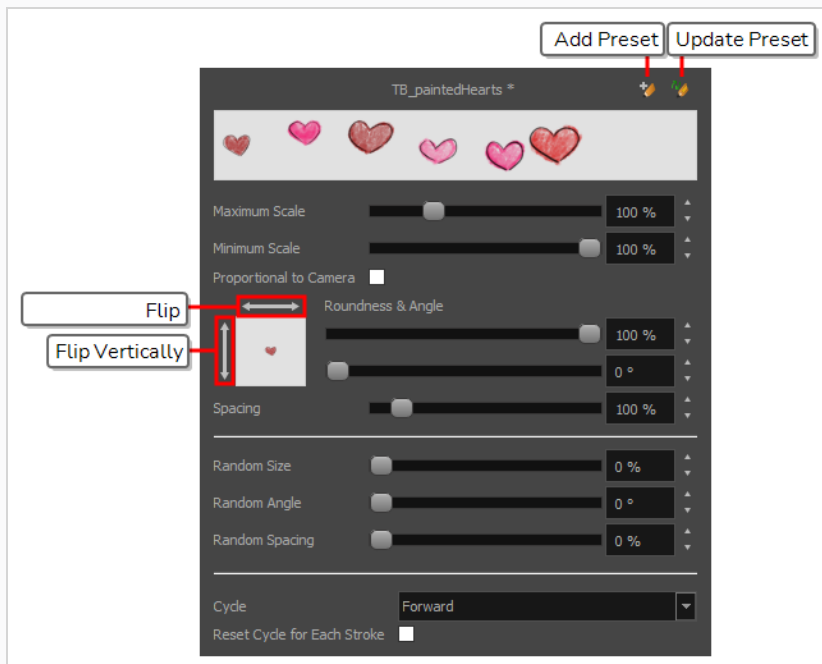 Add Preset Update Preset
TB_paintedHearts *
Maximum Scale 100 %
Minimum Scale 100 %
Proportional to Camera
Flip Roundness & Angle
100 %
Flip Vertically
0 °
Spacing 100 %
Random Size 0 %
Random Angle 0 °
Random Spacing 0 %
Cycle Forward
Reset Cycle for Each Stroke